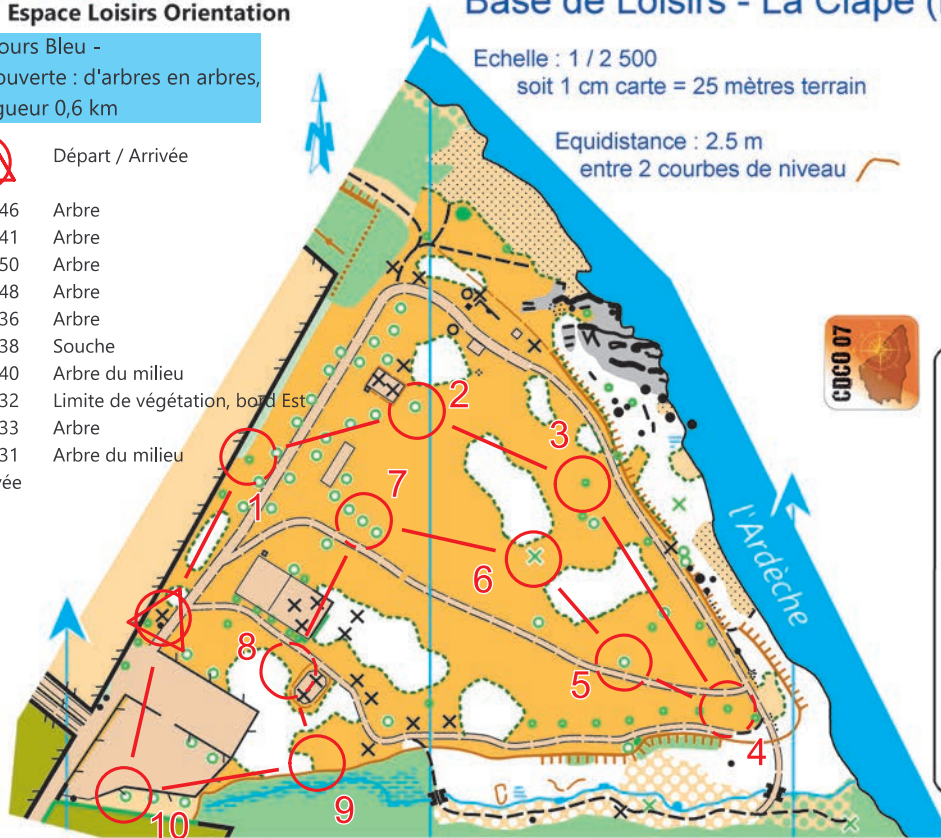 Espace Loisirs Orientation
Base de Loisirs - La Clape (
ours Bleu -
ouverte : d'arbres en arbres,
gueur 0,6 km
Echelle : 1 / 2 500
soit 1 cm carte = 25 mètres terrain
Equidistance : 2.5 m
entre 2 courbes de niveau
Départ / Arrivée
46 Arbre
41 Arbre
50 Arbre
48 Arbre
36 Arbre
38 Souche
40 Arbre du milieu
32 Limite de végétation, bord Est
33 Arbre
31 Arbre du milieu
vée
CDCO 07
l'Ardèche
1
2
3
4
5
6
7
8
9
10